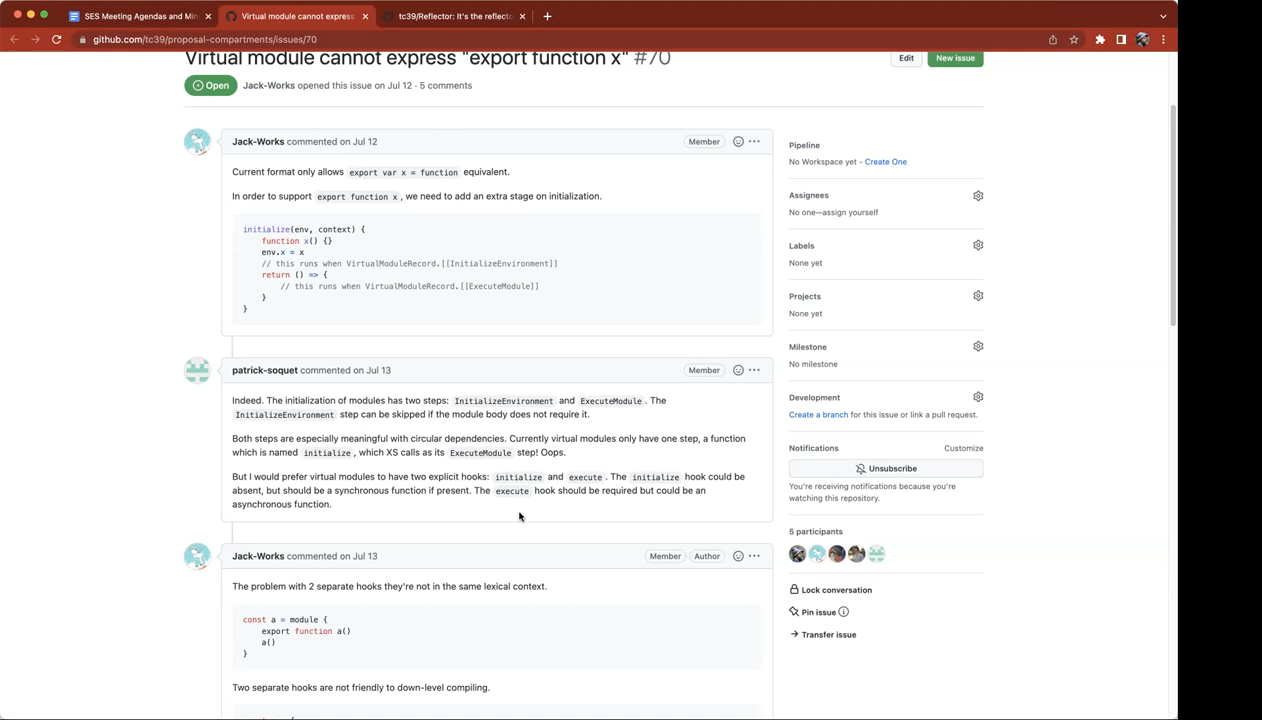 SES Meeting Agendas and Min
Virtual module cannot express
tc39/Reflector: It's the reflecto
github.com/tc39/proposal-compartments/issues/70
Virtual module cannot express "export function x" #70
Edit
New issue
Open
Jack-Works opened this issue on Jul 12 · 5 comments
Jack-Works commented on Jul 12
Member
Current format only allows export var x = function equivalent.
In order to support export function x , we need to add an extra stage on initialization.
initialize(env, context) {
function x() {}
env.x = x
// this runs when VirtualModuleRecord.[[InitializeEnvironment]]
return () => {
// this runs when VirtualModuleRecord.[[ExecuteModule]]
}
}
patrick-soquet commented on Jul 13
Member
Indeed. The initialization of modules has two steps: InitializeEnvironment and ExecuteModule . The
InitializeEnvironment step can be skipped if the module body does not require it.
Both steps are especially meaningful with circular dependencies. Currently virtual modules only have one step, a function
which is named initialize , which XS calls as its ExecuteModule step! Oops.
But I would prefer virtual modules to have two explicit hooks: initialize and execute . The initialize hook could be
absent, but should be a synchronous function if present. The execute hook should be required but could be an
asynchronous function.
Jack-Works commented on Jul 13
Member
Author
The problem with 2 separate hooks they're not in the same lexical context.
const a = module {
export function a()
a()
}
Two separate hooks are not friendly to down-level compiling.
Pipeline
No Workspace yet - Create One
Assignees
No one—assign yourself
Labels
None yet
Projects
None yet
Milestone
No milestone
Development
Create a branch for this issue or link a pull request.
Notifications
Customize
Unsubscribe
You're receiving notifications because you're
watching this repository.
5 participants
Lock conversation
Pin issue
Transfer issue